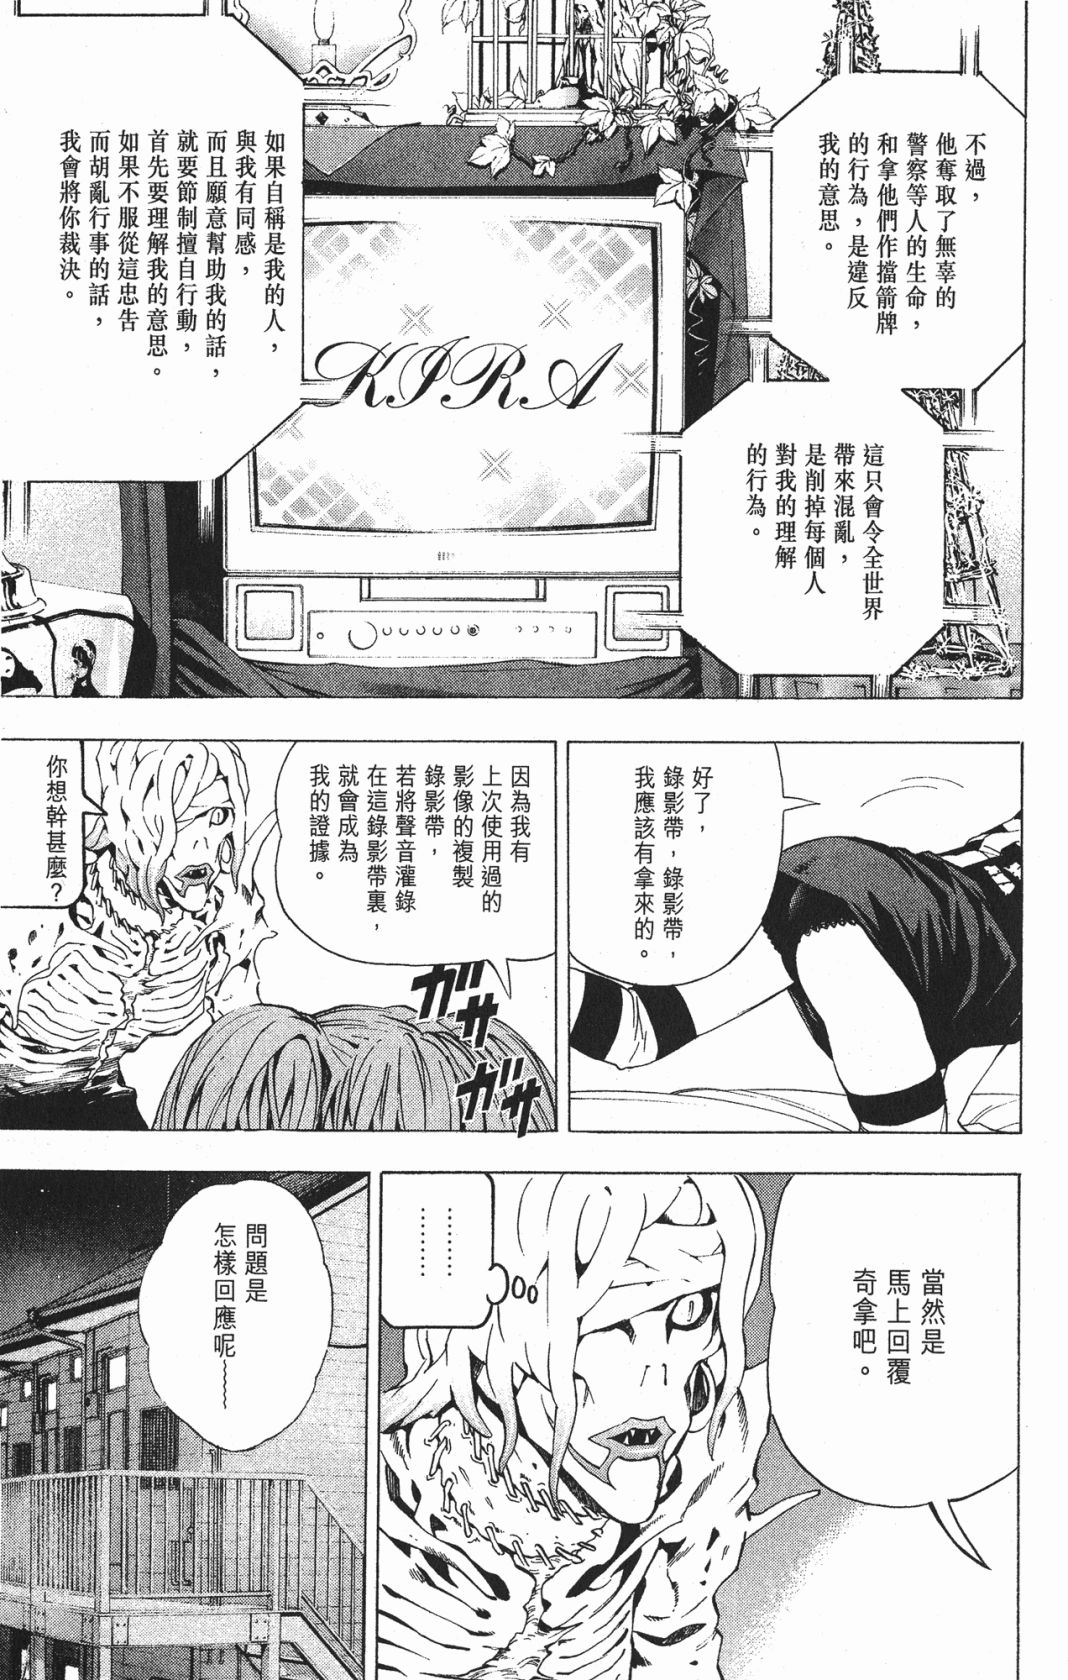 不過，
他奪取了無辜的
警察等人的生命，
和拿他們作擋箭牌
的行為，是違反
我的意思。
這只會令全世界
帶來混亂，
是削掉每個人
對我的理解
的行為。
KIRA
如果自稱是我的人，
與我有同感，
而且願意幫助我的話，
就要節制擅自行動，
首先要理解我的意思。
如果不服從這忠告
而胡亂行事的話，
我會將你裁決。
好了，
錄影帶，錄影帶，
我應該有拿來的。
因為我有
上次使用過的
影像的複製
錄影帶，
若將聲音灌錄
在這錄影帶裏，
就會成為
我的證據。
ガサ
ガサ
你想幹甚麼？
當然是
馬上回覆
奇拿吧。
………
問題是
怎樣回應呢～